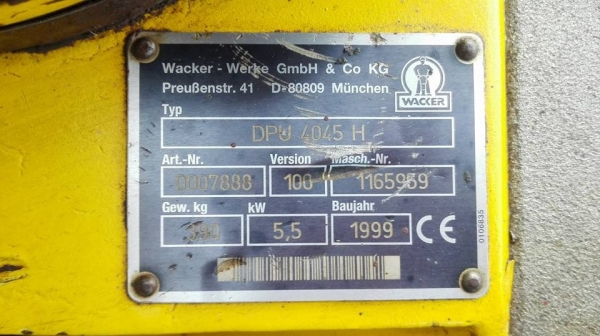 Wacker - Werke GmbH & Co KG
Preußenstr. 41 D-80809 München
WACKER
Typ
DPU 4045 H
Art.-Nr. Version Masch.-Nr.
0007888 100 1165959
Gew. kg kW Baujahr
5,5 1999 CE
0106835